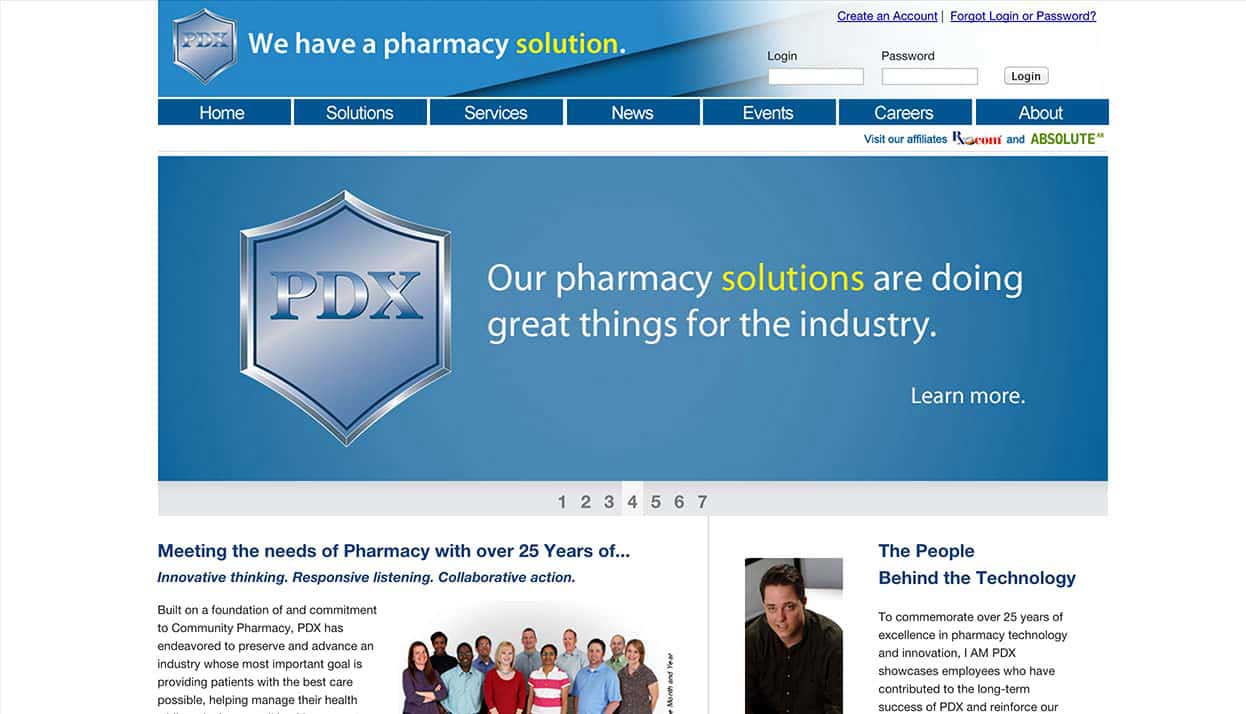 Create an Account | Forgot Login or Password?
PDX
We have a pharmacy solution.
Login
Password
Login
Home
Solutions
Services
News
Events
Careers
About
Visit our affiliates Rx.com and ABSOLUTE AR
PDX
Our pharmacy solutions are doing
great things for the industry.
Learn more.
1 2 3 4 5 6 7
Meeting the needs of Pharmacy with over 25 Years of...
Innovative thinking. Responsive listening. Collaborative action.
Built on a foundation of and commitment
to Community Pharmacy, PDX has
endeavored to preserve and advance an
industry whose most important goal is
providing patients with the best care
possible, helping manage their health
Month and Year
The People
Behind the Technology
To commemorate over 25 years of
excellence in pharmacy technology
and innovation, I AM PDX
showcases employees who have
contributed to the long-term
success of PDX and reinforce our